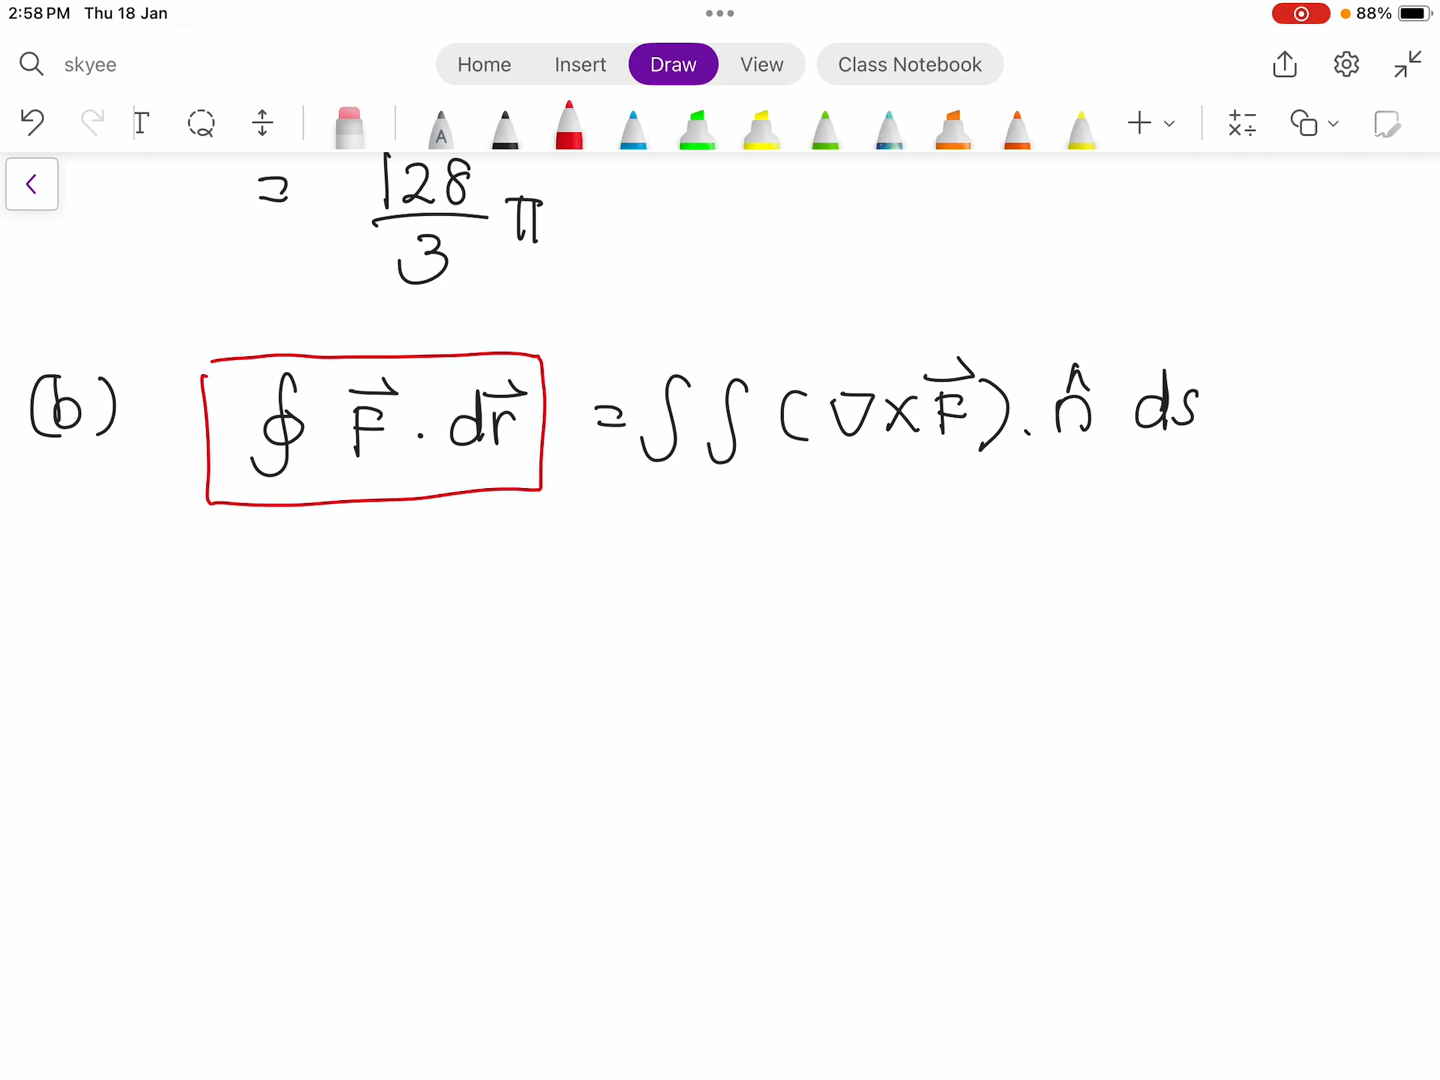 2:58 PM Thu 18 Jan 88%
skyee Home Insert Draw View Class Notebook
T A
= 128/3 π
(b) ∮ F⃗ . dr⃗ = ∫∫ (∇×F⃗) . n̂ ds